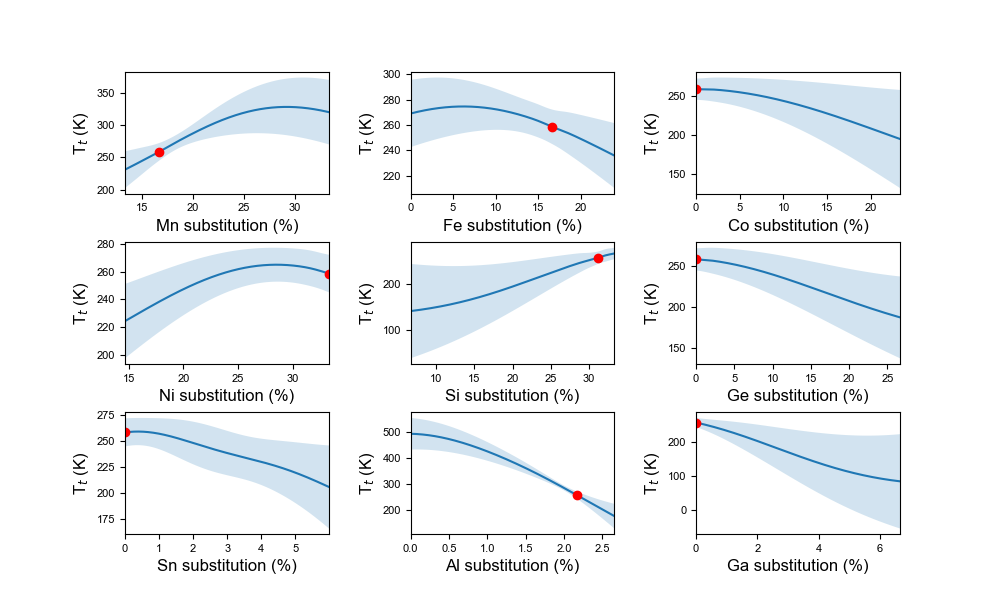 T_t (K)
350
300
250
200
15 20 25 30
Mn substitution (%)
T_t (K)
300
280
260
240
220
0 5 10 15 20
Fe substitution (%)
T_t (K)
250
200
150
0 5 10 15 20
Co substitution (%)
T_t (K)
280
260
240
220
200
15 20 25 30
Ni substitution (%)
T_t (K)
200
100
10 15 20 25 30
Si substitution (%)
T_t (K)
250
200
150
0 5 10 15 20 25
Ge substitution (%)
T_t (K)
275
250
225
200
175
0 1 2 3 4 5
Sn substitution (%)
T_t (K)
500
400
300
200
0.0 0.5 1.0 1.5 2.0 2.5
Al substitution (%)
T_t (K)
200
100
0
0 2 4 6
Ga substitution (%)